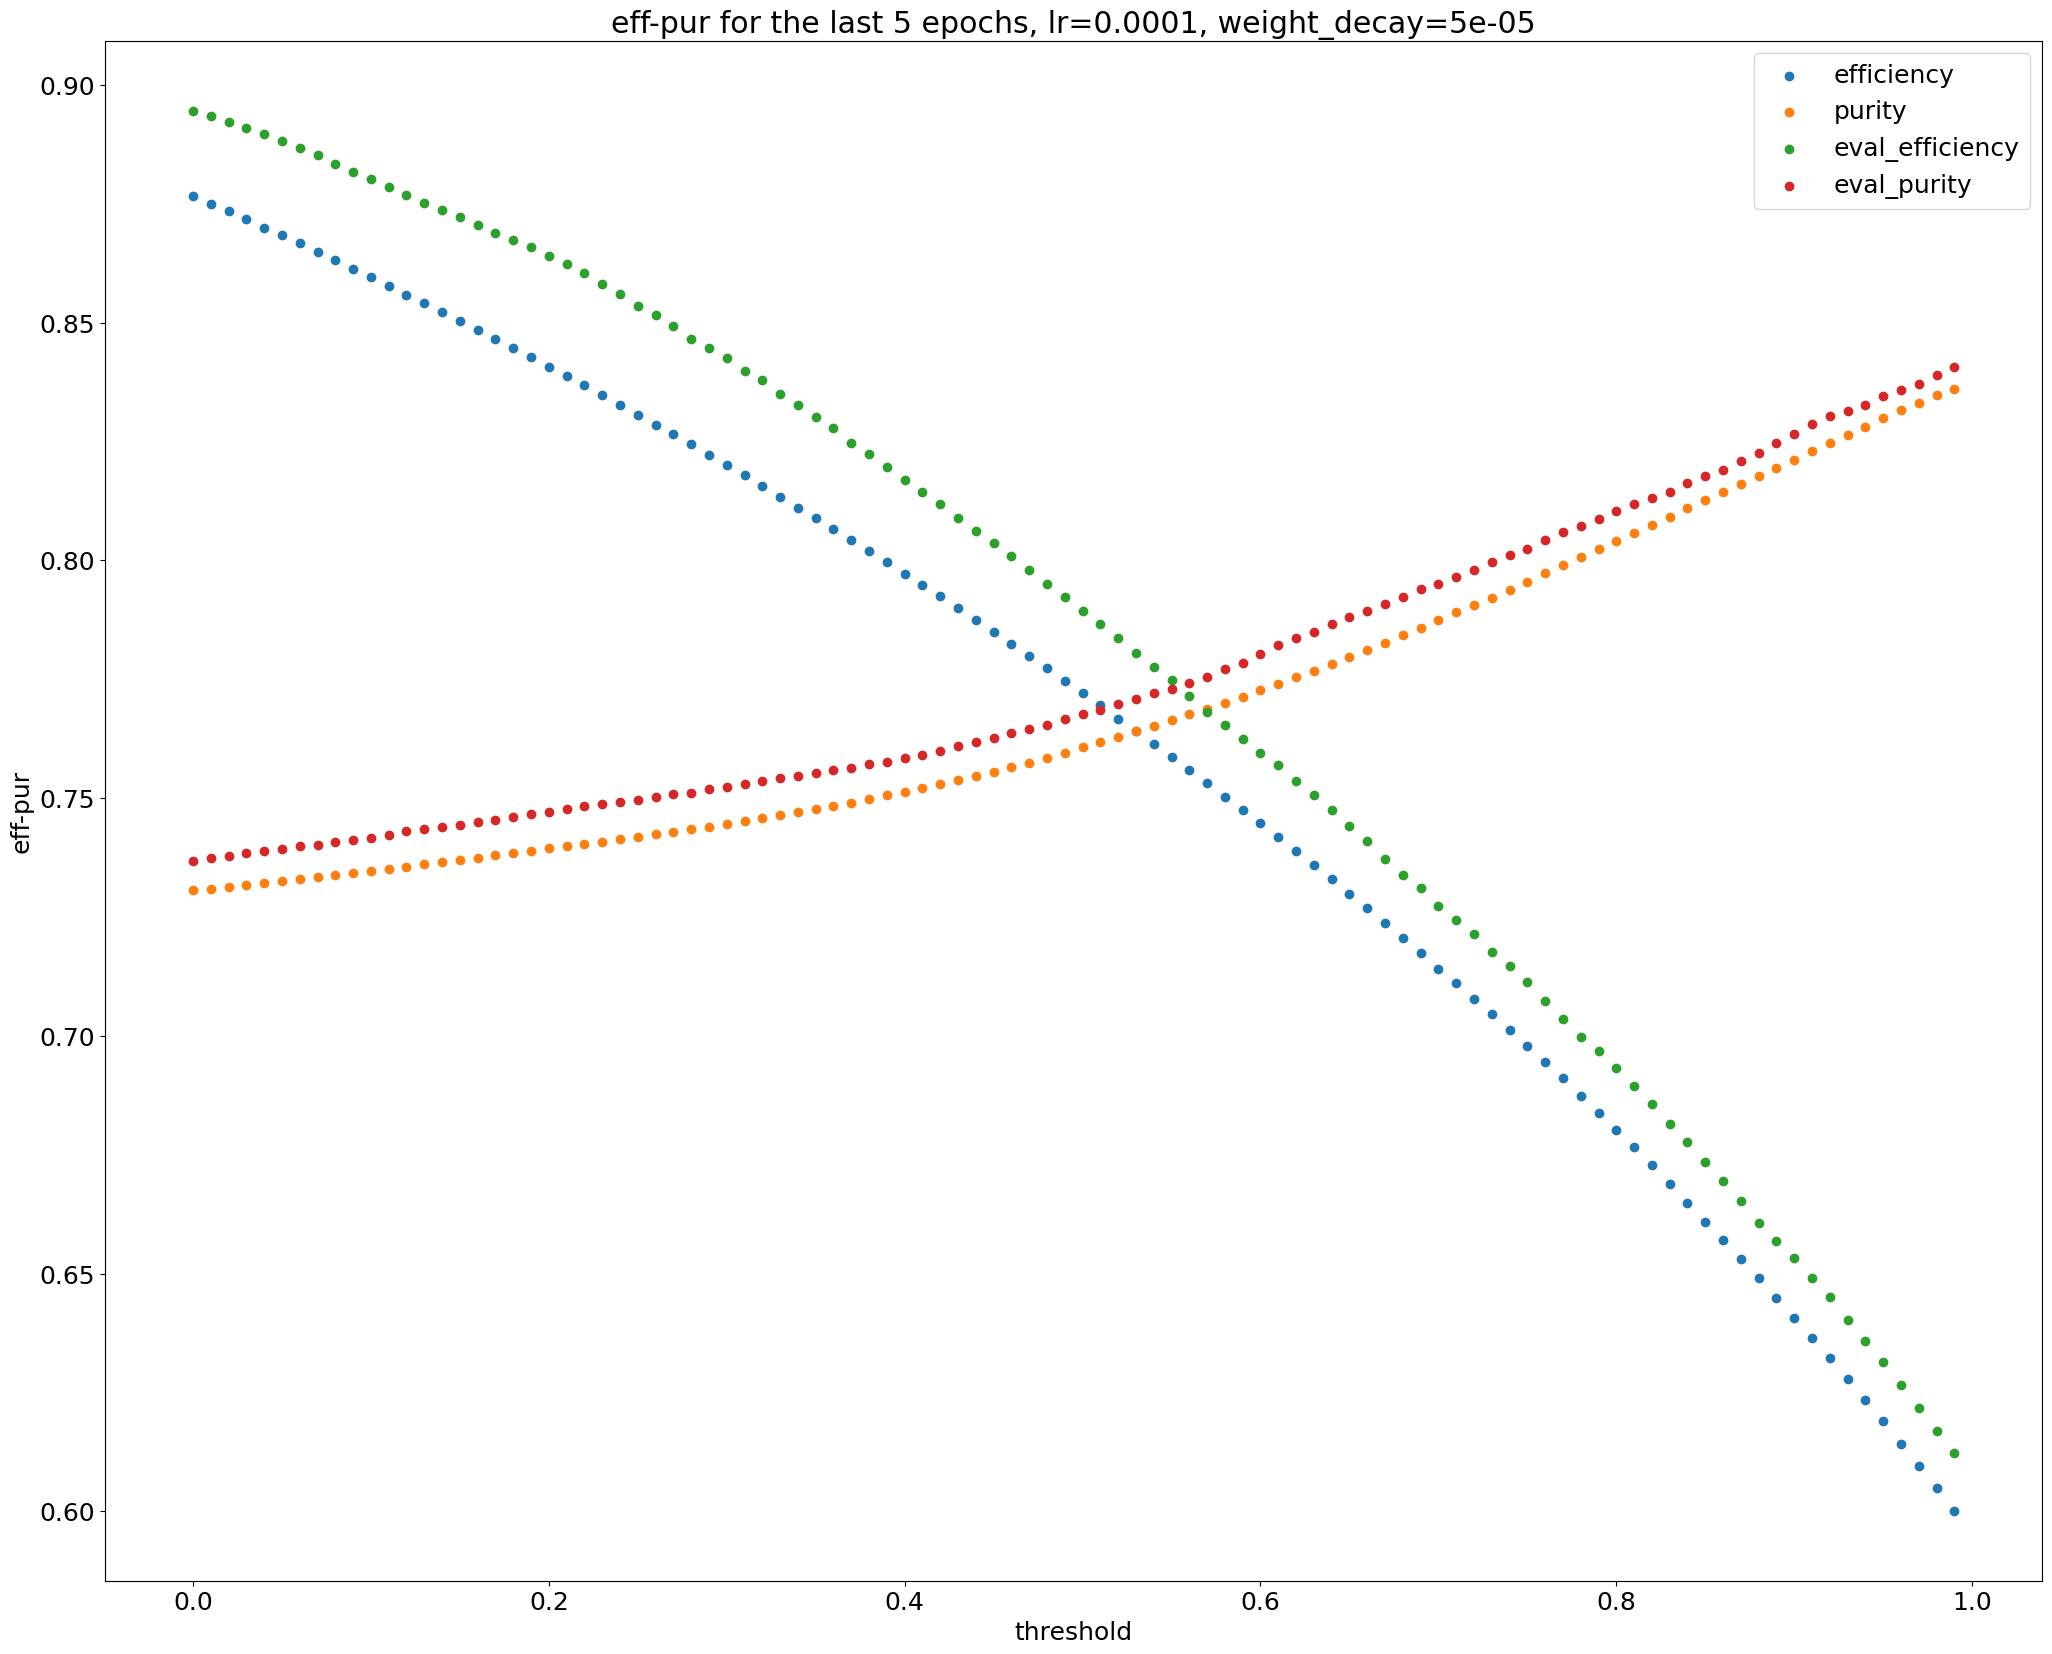 eff-pur for the last 5 epochs, lr=0.0001, weight_decay=5e-05
efficiency
purity
eval_efficiency
eval_purity
0.90
0.85
0.80
0.75
0.70
0.65
0.60
eff-pur
0.0 0.2 0.4 0.6 0.8 1.0
threshold